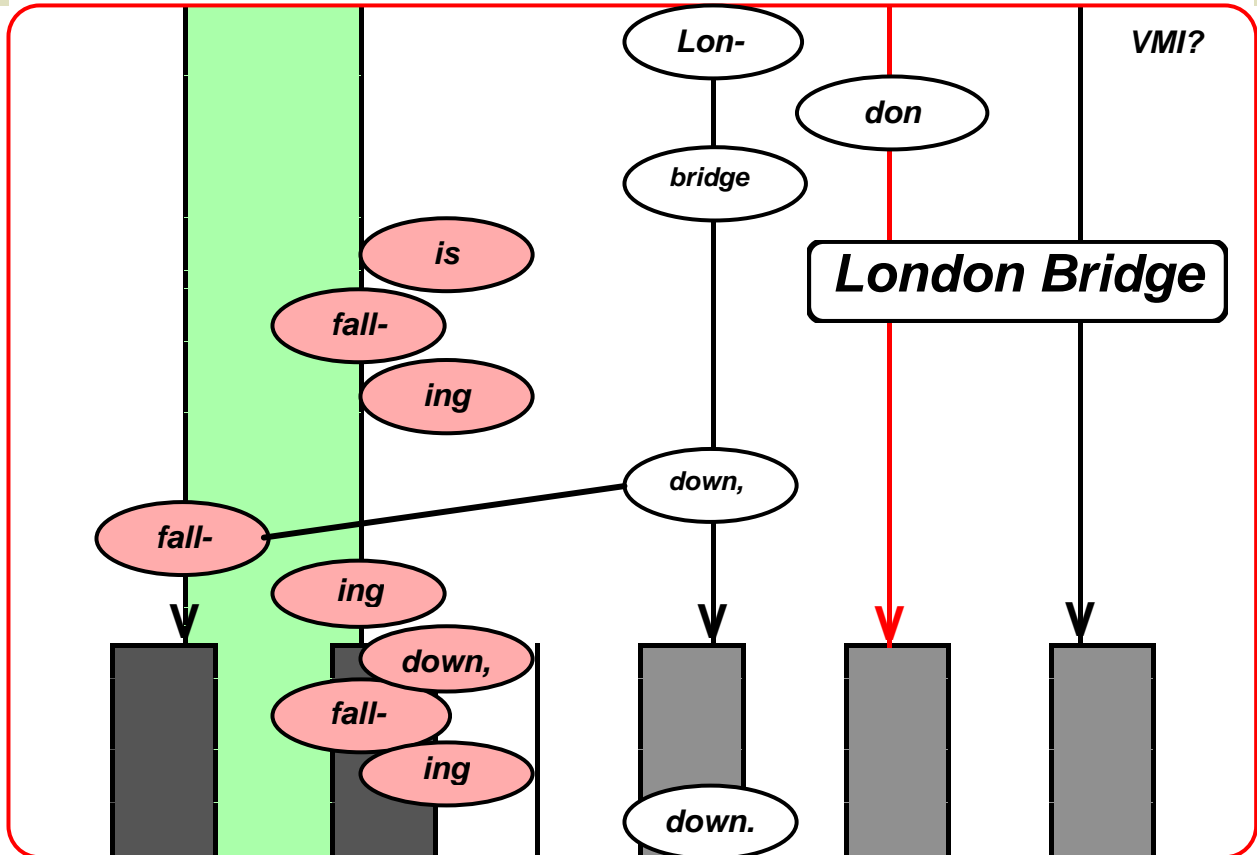 Lon-
VMI?
don
bridge
is
London Bridge
fall-
ing
down,
fall-
ing
down,
fall-
ing
down.